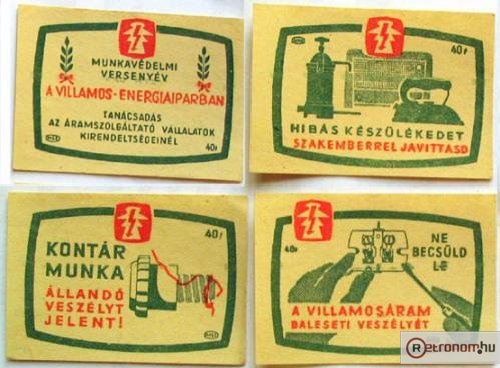 MUNKAVÉDELMI
VERSENYÉV
A VILLAMOS-ENERGIAIPARBAN
TANÁCSADÁS
AZ ÁRAMSZOLGÁLTATÓ VÁLLALATOK
KIRENDELTSÉGEINÉL
40f
40f
HIBÁS KÉSZÜLÉKEDET
SZAKEMBERREL JAVITTASD
40f
KONTÁR
MUNKA
ÁLLANDÓ
VESZÉLYT
JELENT!
40f
NE
BECSÜLD
LE
A VILLAMOSÁRAM
BALESETI VESZÉLYÉT
Retronom.hu